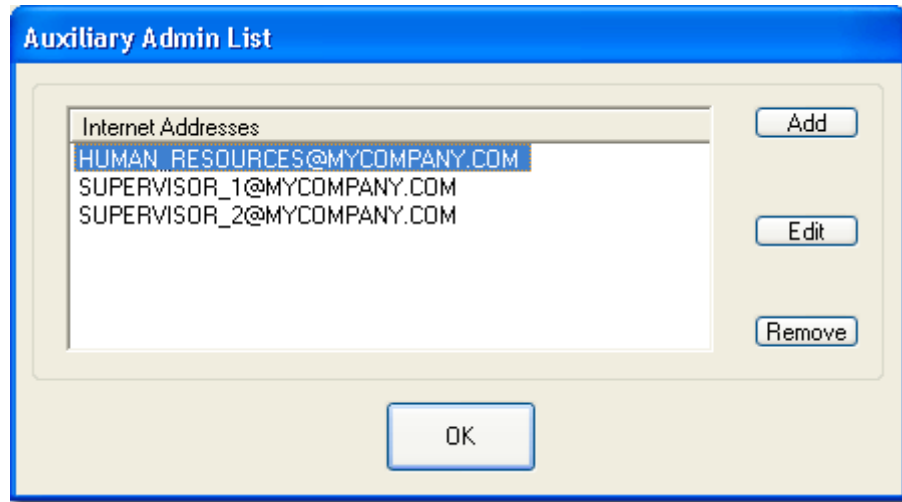 Auxiliary Admin List
Internet Addresses
HUMAN_RESOURCES@MYCOMPANY.COM
SUPERVISOR_1@MYCOMPANY.COM
SUPERVISOR_2@MYCOMPANY.COM
Add
Edit
Remove
OK